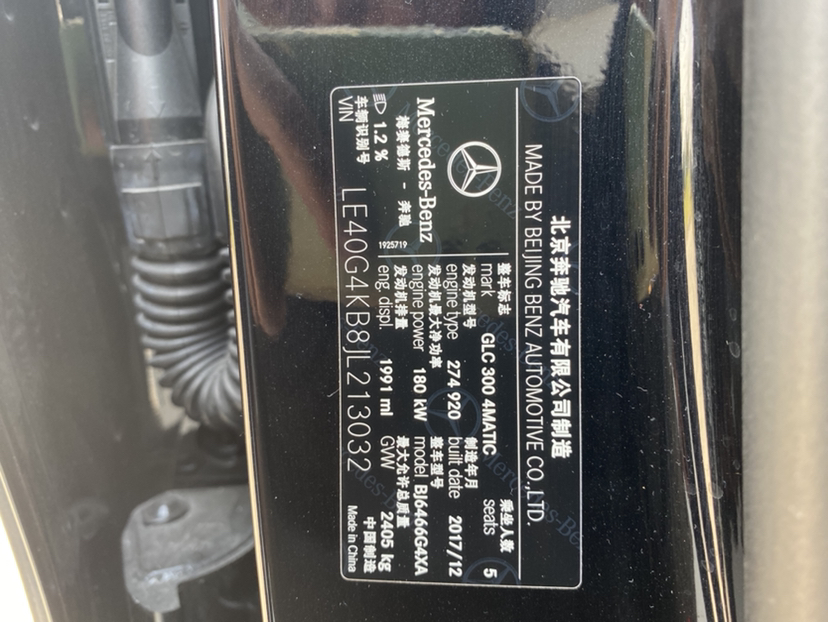 北京奔驰汽车有限公司制造
MADE BY BEIJING BENZ AUTOMOTIVE CO.,LTD.
乘坐人数
seats 5
整车标志
mark GLC 300 4MATIC
制造年月
built date 2017/12
发动机型号
engine type 274 920
整车型号
model BJ6466G4XA
发动机最大净功率
engine power 180 kW
最大允许总质量
GVW 2405 kg
发动机排量
eng. displ. 1991 ml
中国制造
Made in China
Mercedes-Benz
梅赛德斯 - 奔驰
1925719
1.2 %
车辆识别号
VIN LE40G4KB8JL213032